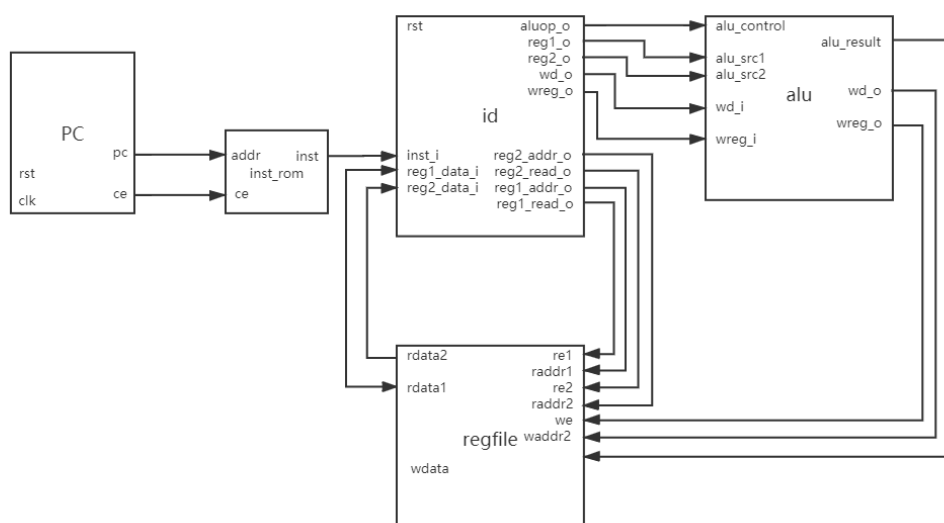 PC
pc
rst
clk
ce
addr
inst
inst_rom
ce
rst
aluop_o
reg1_o
reg2_o
wd_o
wreg_o
id
inst_i
reg1_data_i
reg2_data_i
reg2_addr_o
reg2_read_o
reg1_addr_o
reg1_read_o
alu_control
alu_result
alu_src1
alu_src2
alu
wd_i
wd_o
wreg_o
wreg_i
rdata2
rdata1
re1
raddr1
re2
raddr2
we
waddr2
regfile
wdata